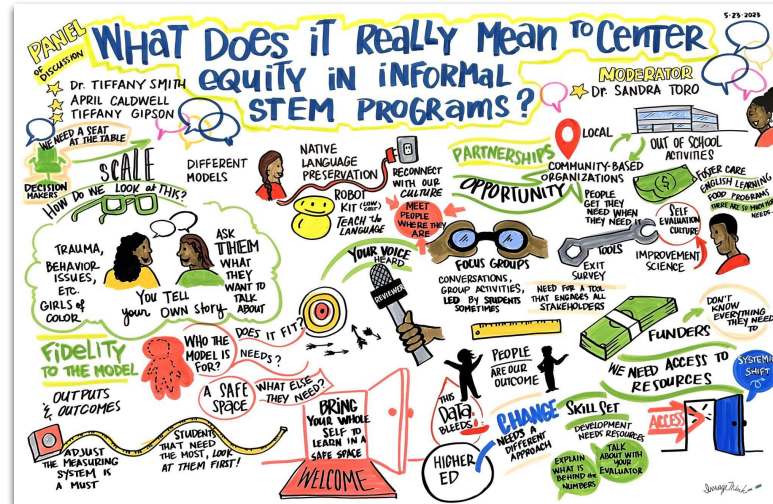 5-23-2023
PANEL
OF DISCUSSION
WHAT DOES iT REALLY MEAN TO CENTER
EQUITY IN INFORMAL
STEM PROGRAMS?
DR. TIFFANY SMITH
APRIL CALDWELL
TIFFANY GIPSON
MODERATOR
DR. SANDRA TORO
WE NEED A SEAT
AT THE TABLE
DECISION
MAKERS
SCALE
HOW DO WE LOOK at THIS?
DIFFERENT
MODELS
NATIVE
LANGUAGE
PRESERVATION
ROBOT
KIT (LOW COST)
TEACH the
LANGUAGE
RECONNECT
WITH OUR
CULTURE
MEET
PEOPLE
WHERE THEY
ARE
PARTNERSHIPS
LOCAL
COMMUNITY-BASED
ORGANIZATIONS
OPPORTUNITY
OUT OF SCHOOL
ACTIVITIES
PEOPLE
GET THEY
NEED WHEN
THEY NEED IT
FOSTER CARE
ENGLISH LEARNING
FOOD PROGRAMS
THERE ARE SO MUCH MORE
NEEDS
SELF
EVALUATION
CULTURE
IMPROVEMENT
SCIENCE
TRAUMA,
BEHAVIOR
ISSUES,
ETC.
GIRLS of
COLOR
YOU TELL
your OWN STORY
ASK
THEM
WHAT
THEY
WANT TO
TALK
ABOUT
YOUR VOICE
HEARD
REVIEWER
FOCUS GROUPS
CONVERSATIONS,
GROUP ACTIVITIES,
LED BY STUDENTS
SOMETIMES
TOOLS
EXIT
SURVEY
NEED FOR A TOOL
THAT ENGAGES ALL
STAKEHOLDERS
FUNDERS
DON'T
KNOW
EVERYTHING
THEY NEED
TO
FiDELITY
TO THE MODEL
OUTPUTS
& OUTCOMES
WHO THE
MODEL IS
FOR?
DOES IT FIT?
NEEDS?
A SAFE
SPACE
WHAT ELSE
THEY NEED?
ADJUST
THE MEASURING
SYSTEM IS
A MUST
STUDENTS
THAT NEED
THE MOST, LOOK
AT THEM FIRST!
BRING
YOUR WHOLE
SELF TO
LEARN IN A
SAFE SPACE
WELCOME
PEOPLE
ARE OUR
OUTCOME
THIS
DATA
BLEEDS
HIGHER
ED
CHANGE
NEEDS A
DIFFERENT
APPROACH
SKILL SET
DEVELOPMENT
NEEDS RESOURCES
EXPLAIN
WHAT IS
BEHIND the
NUMBERS
TALK
ABOUT WITH
YOUR
EVALUATOR
WE NEED ACCESS TO
RESOURCES
ACCESS
SYSTEMIC
SHIFT